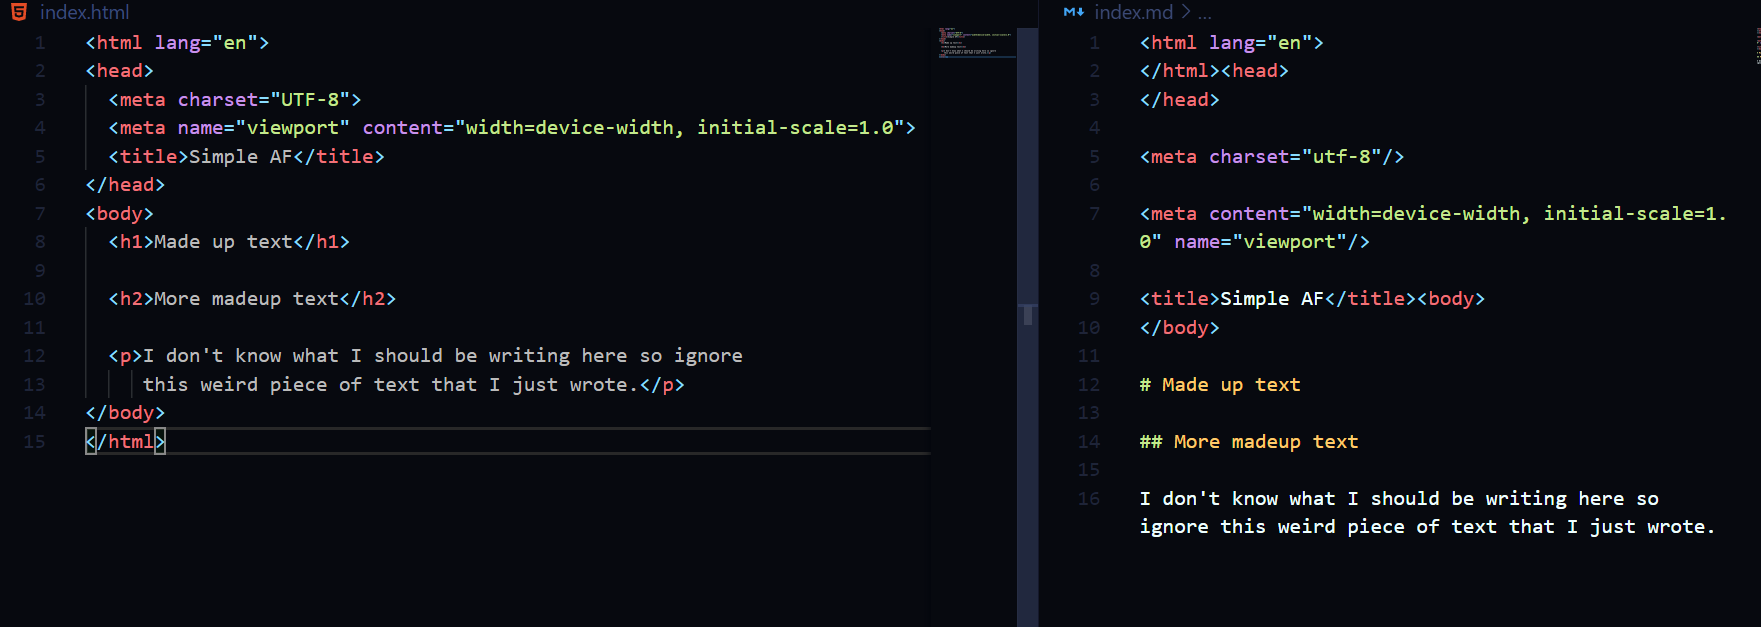 index.html
1 <html lang="en">
2 <head>
3 <meta charset="UTF-8">
4 <meta name="viewport" content="width=device-width, initial-scale=1.0">
5 <title>Simple AF</title>
6 </head>
7 <body>
8 <h1>Made up text</h1>
9
10 <h2>More madeup text</h2>
11
12 <p>I don't know what I should be writing here so ignore
13 this weird piece of text that I just wrote.</p>
14 </body>
15 </html>
index.md > ...
1 <html lang="en">
2 </html><head>
3 </head>
4
5 <meta charset="utf-8"/>
6
7 <meta content="width=device-width, initial-scale=1.
0" name="viewport"/>
8
9 <title>Simple AF</title><body>
10 </body>
11
12 # Made up text
13
14 ## More madeup text
15
16 I don't know what I should be writing here so
ignore this weird piece of text that I just wrote.